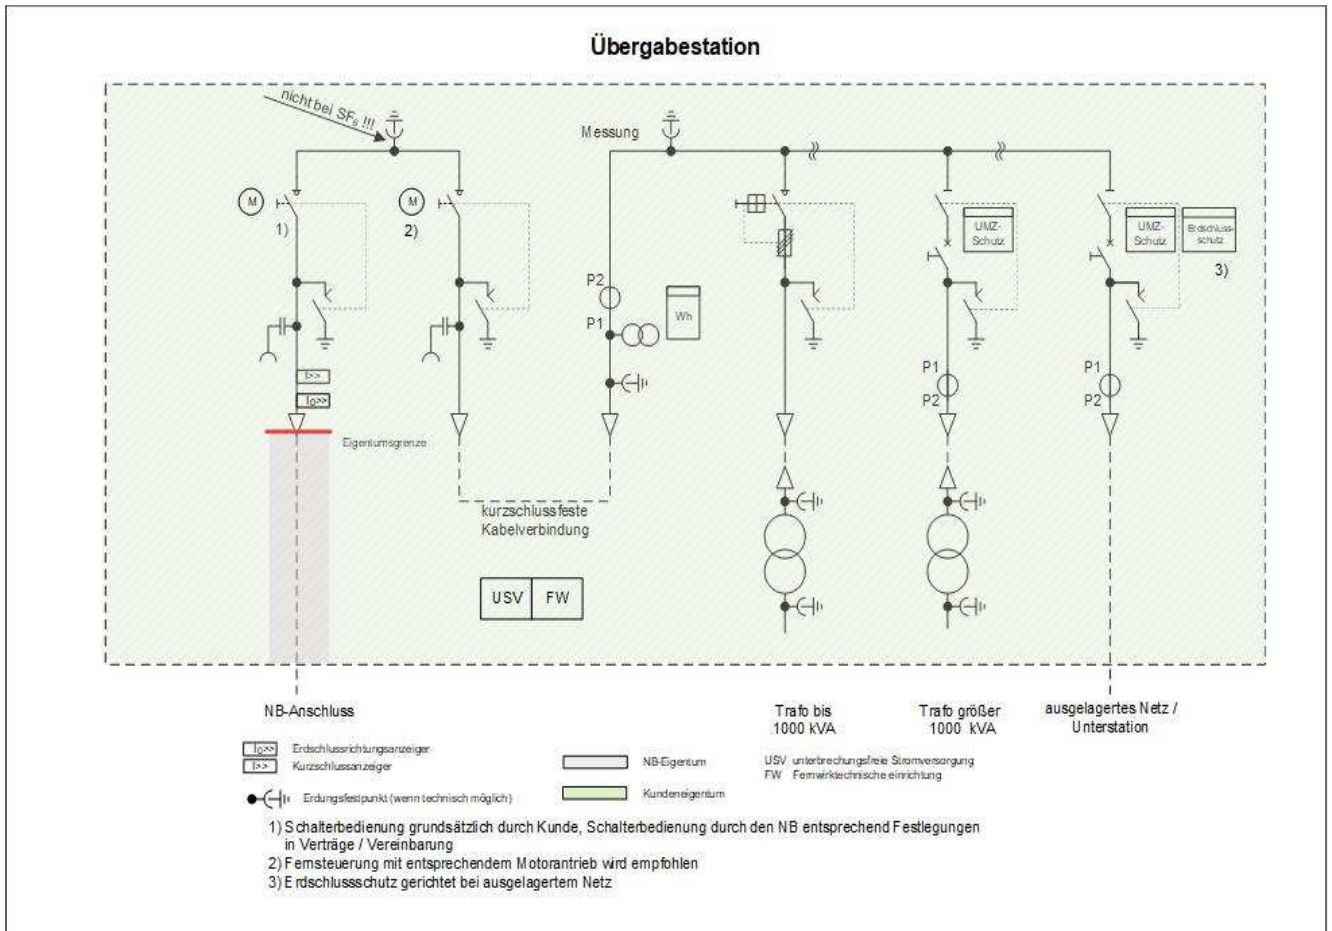 Übergabestation
nicht bei SF₆ !!!
Messung
M
1)
M
2)
P2
P1
Wh
UMZ-
Schutz
UMZ-
Schutz
Erdschluss-
schutz
3)
I>>
I₀>>
P1
P2
P1
P2
Eigentumsgrenze
kurzschlussfeste
Kabelverbindung
USV
FW
NB-Anschluss
Trafo bis
1000 kVA
Trafo größer
1000 kVA
ausgelagertes Netz /
Unterstation
I₀>> Erdschlussrichtungsanzeiger
I>> Kurzschlussanzeiger
Erdungsfestpunkt (wenn technisch möglich)
NB-Eigentum
Kundeneigentum
USV unterbrechungsfreie Stromversorgung
FW Fernwirktechnische einrichtung
1) Schalterbedienung grundsätzlich durch Kunde, Schalterbedienung durch den NB entsprechend Festlegungen
in Verträge / Vereinbarung
2) Fernsteuerung mit entsprechendem Motorantrieb wird empfohlen
3) Erdschlussschutz gerichtet bei ausgelagertem Netz